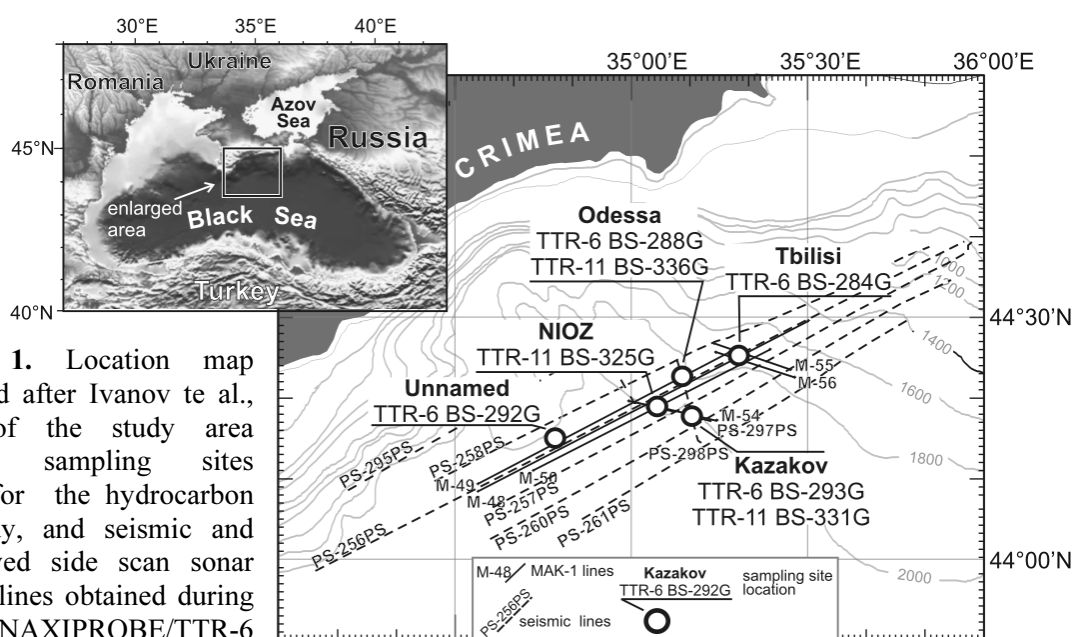 30°E 35°E 40°E
Ukraine
Romania
Azov
Sea
Russia
45°N
enlarged
area
Black Sea
Turkey
40°N
35°00'E 35°30'E 36°00'E
CRIMEA
Odessa
TTR-6 BS-288G
TTR-11 BS-336G
Tbilisi
TTR-6 BS-284G
1000
1200
44°30'N
1400
NIOZ
TTR-11 BS-325G
M-55
M-56
1600
Unnamed
TTR-6 BS-292G
M-54
PS-297PS
PS-295PS
PS-258PS
PS-298PS
1800
Kazakov
TTR-6 BS-293G
TTR-11 BS-331G
M-49
M-50
M-48
PS-257PS
PS-260PS
PS-261PS
PS-256PS
44°00'N
2000
M-48 MAK-1 lines
PS-256PS seismic lines
Kazakov
TTR-6 BS-292G
sampling site
location
1. Location map
d after Ivanov te al.,
of the study area
sampling sites
for the hydrocarbon
y, and seismic and
ed side scan sonar
lines obtained during
NAXIPROBE/TTR-6